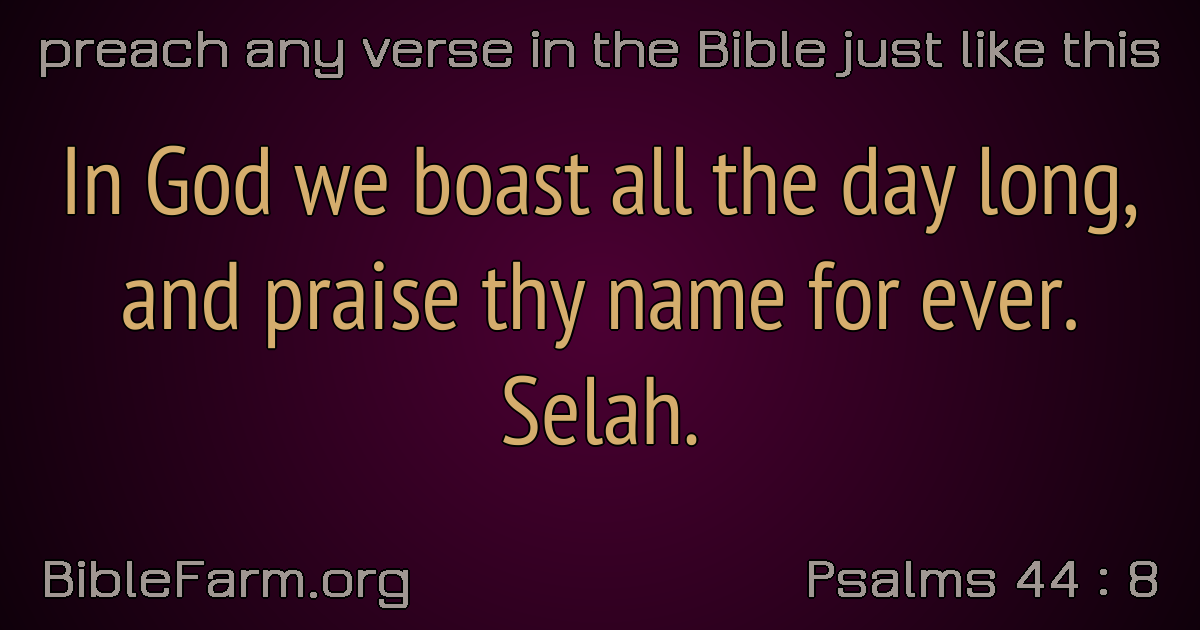 preach any verse in the Bible just like this
In God we boast all the day long,
and praise thy name for ever.
Selah.
BibleFarm.org
Psalms 44 : 8